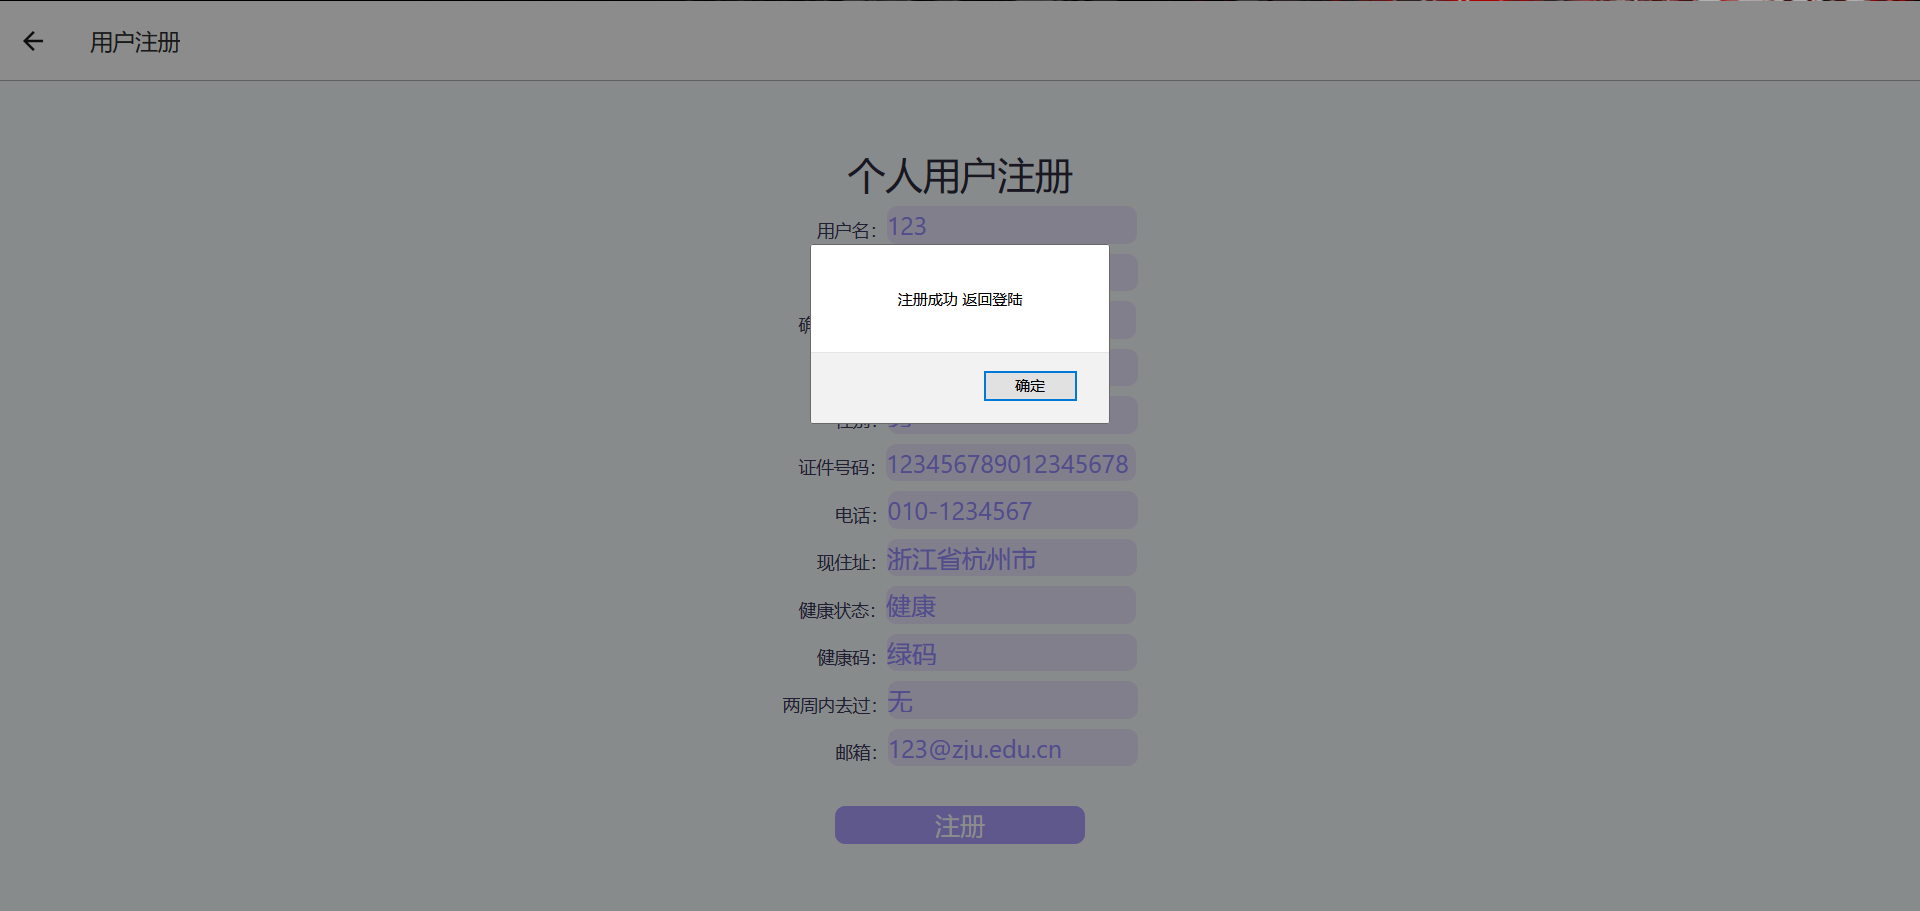 用户注册
个人用户注册
用户名： 123
注册成功 返回登陆
确定
证件号码： 123456789012345678
电话： 010-1234567
现住址： 浙江省杭州市
健康状态： 健康
健康码： 绿码
两周内去过： 无
邮箱： 123@zju.edu.cn
注册